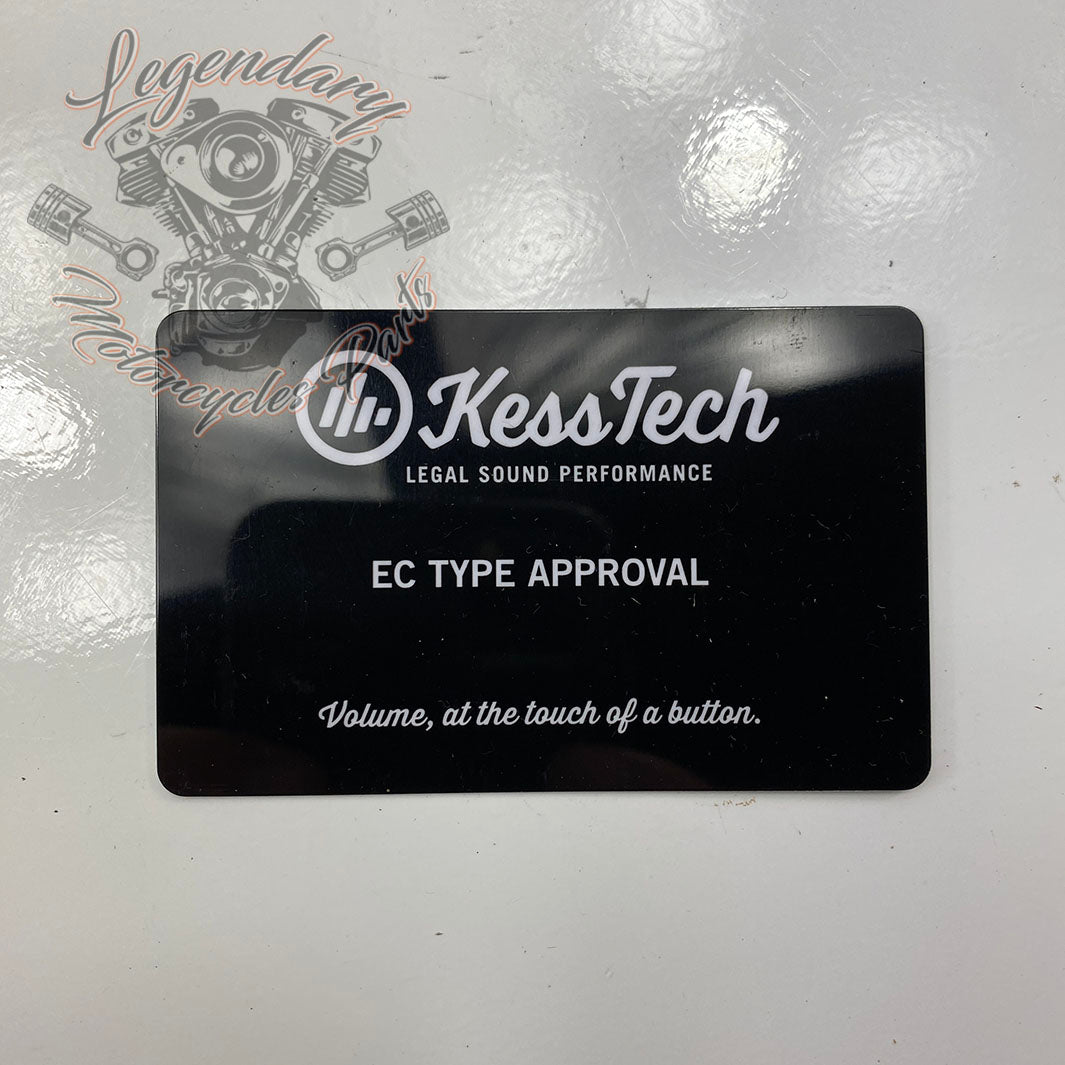 Legendary
Motorcycles Parts
KessTech
LEGAL SOUND PERFORMANCE
EC TYPE APPROVAL
Volume, at the touch of a button.